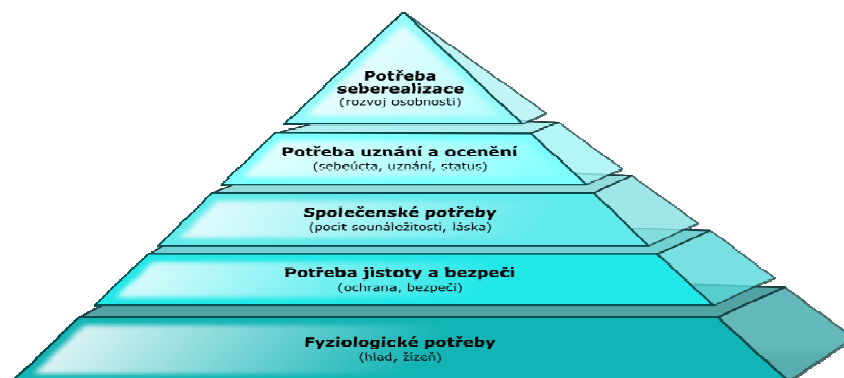 Potřeba
seberealizace
(rozvoj osobnosti)
Potřeba uznání a ocenění
(sebeúcta, uznání, status)
Společenské potřeby
(pocit sounáležitosti, láska)
Potřeba jistoty a bezpečí
(ochrana, bezpečí)
Fyziologické potřeby
(hlad, žízeň)